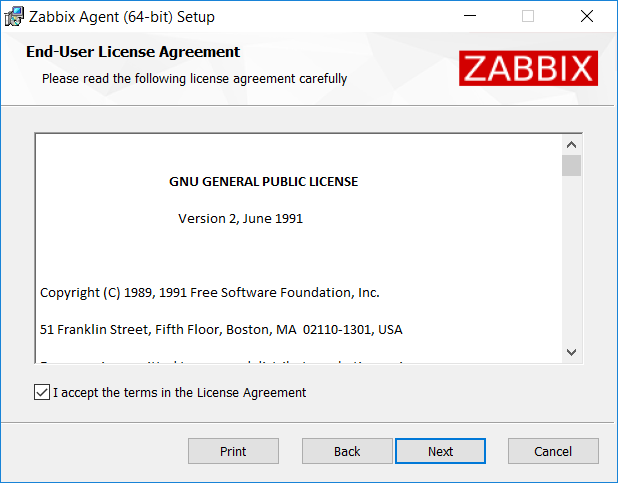 Zabbix Agent (64-bit) Setup
End-User License Agreement
Please read the following license agreement carefully
ZABBIX
GNU GENERAL PUBLIC LICENSE
Version 2, June 1991
Copyright (C) 1989, 1991 Free Software Foundation, Inc.
51 Franklin Street, Fifth Floor, Boston, MA  02110-1301, USA
I accept the terms in the License Agreement
Print
Back
Next
Cancel